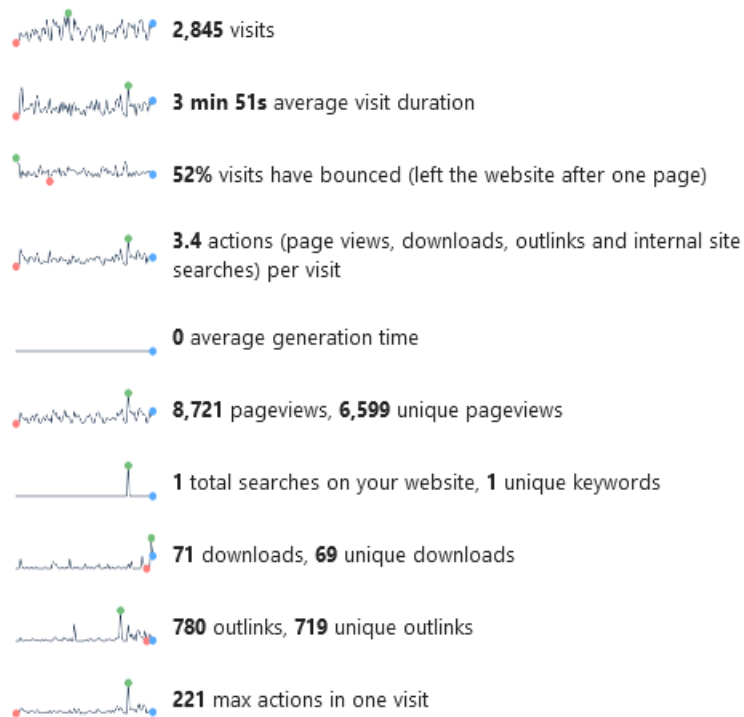 2,845 visits
3 min 51s average visit duration
52% visits have bounced (left the website after one page)
3.4 actions (page views, downloads, outlinks and internal site
searches) per visit
0 average generation time
8,721 pageviews, 6,599 unique pageviews
1 total searches on your website, 1 unique keywords
71 downloads, 69 unique downloads
780 outlinks, 719 unique outlinks
221 max actions in one visit